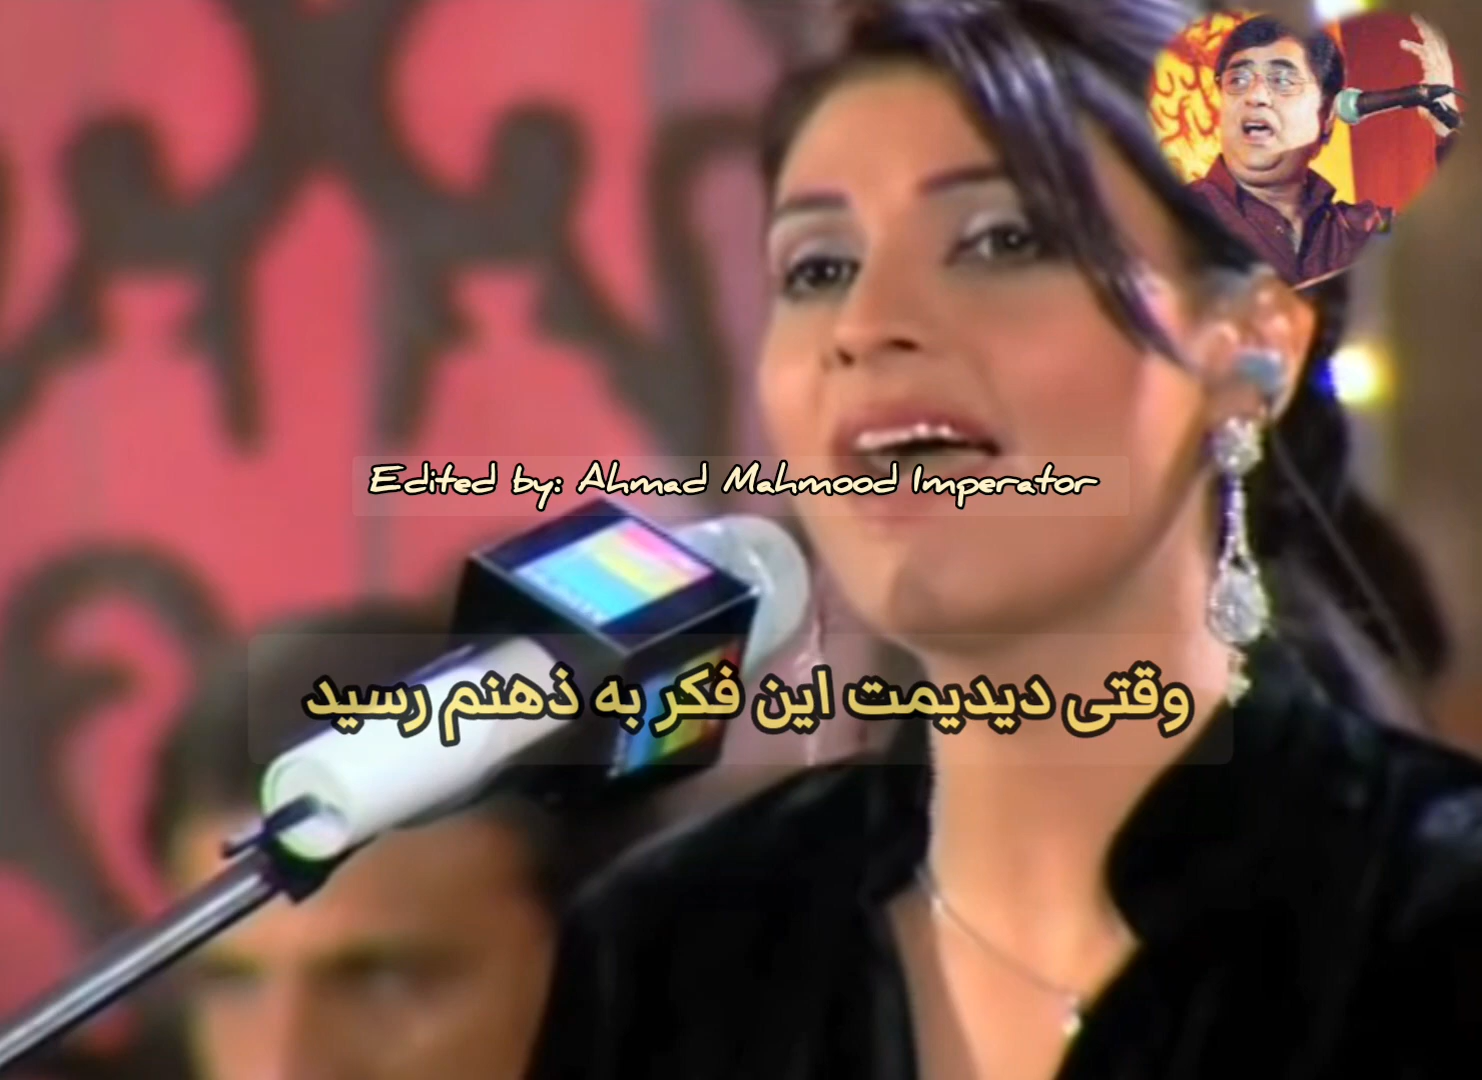 Edited by: Ahmad Mahmood Imperator
وقتی دیدیمت این فکر به ذهنم رسید